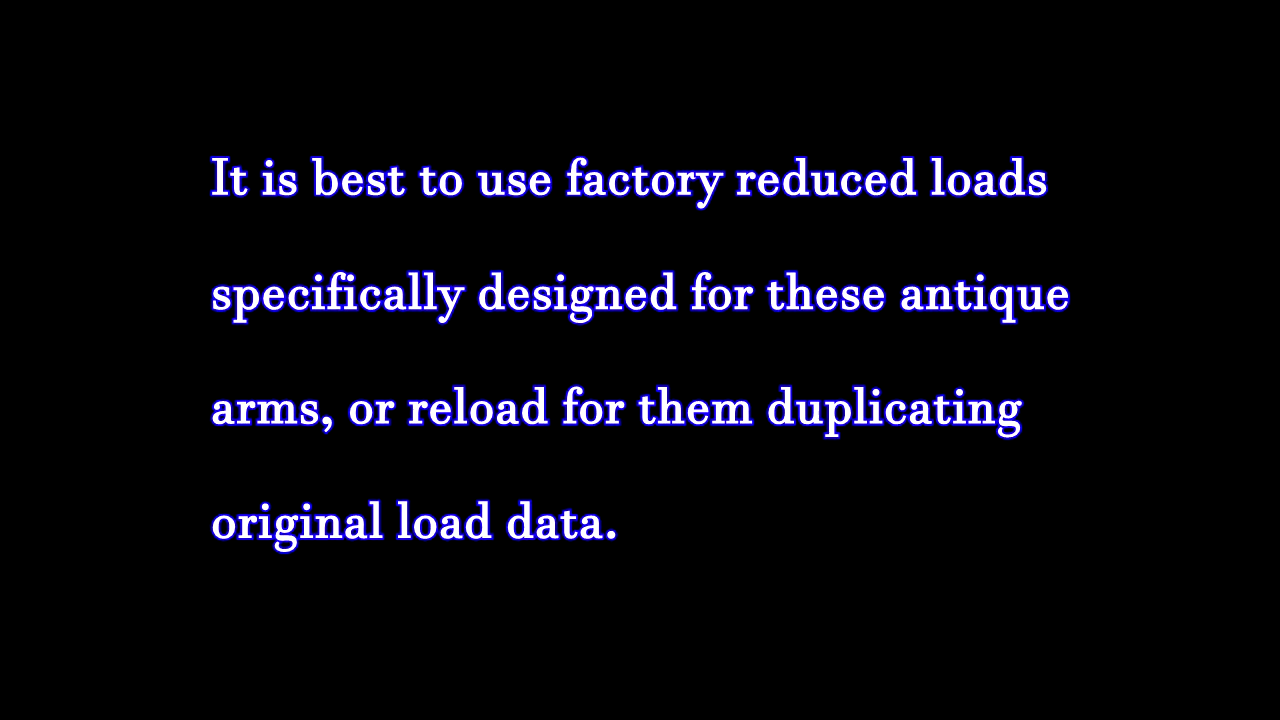 It is best to use factory reduced loads
specifically designed for these antique
arms, or reload for them duplicating
original load data.